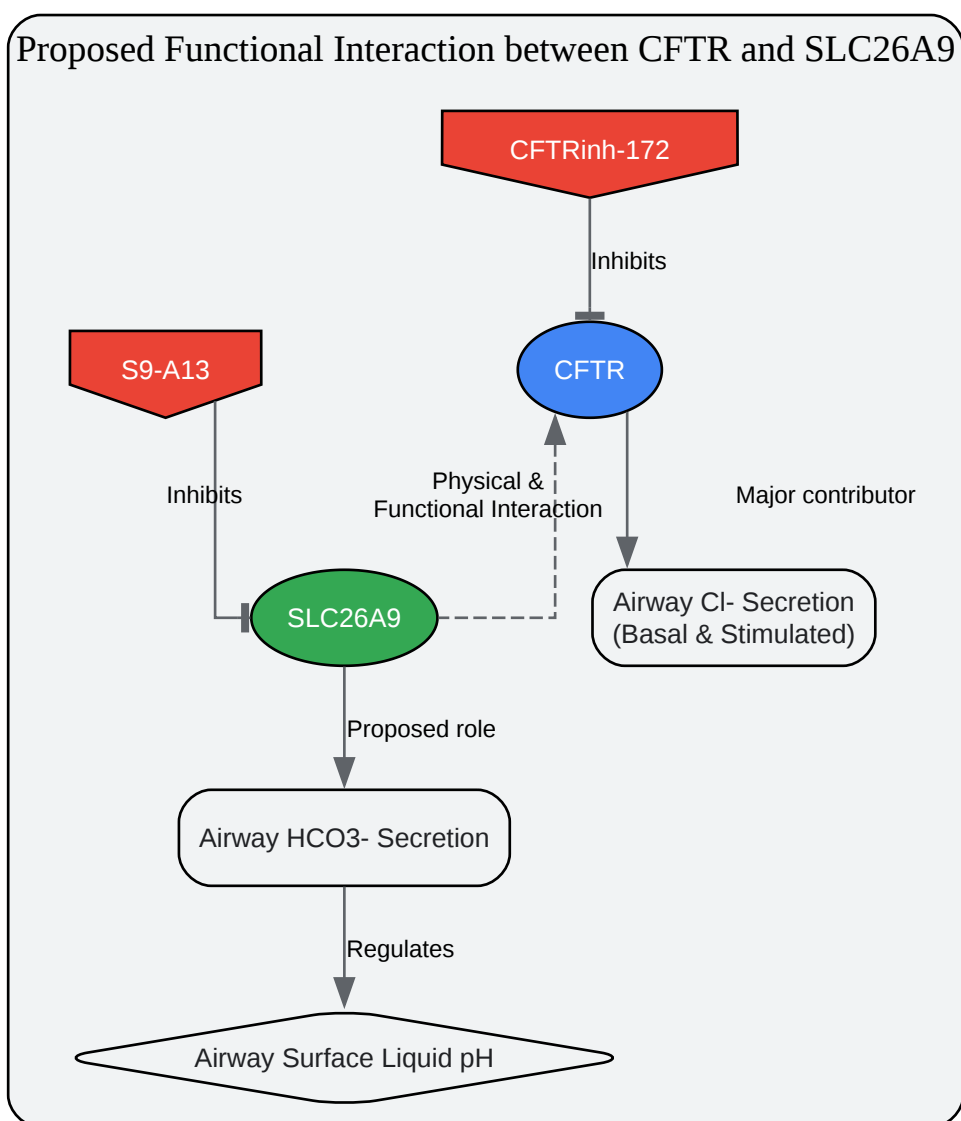 Proposed Functional Interaction between CFTR and SLC26A9
CFTRinh-172
Inhibits
S9-A13
CFTR
Inhibits
Physical &
Functional Interaction
Major contributor
SLC26A9
Airway Cl- Secretion
(Basal & Stimulated)
Proposed role
Airway HCO3- Secretion
Regulates
Airway Surface Liquid pH